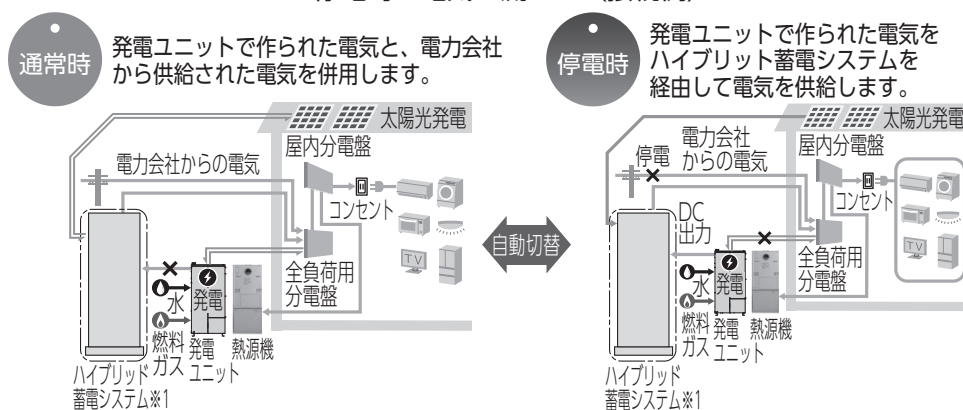 通常時
発電ユニットで作られた電気と、電力会社
から供給された電気を併用します。
太陽光発電
屋内分電盤
電力会社からの電気
コンセント
TV
全負荷用
分電盤
発電
水
燃料
ガス
発電
ユニット
熱源機
ハイブリッド
蓄電システム※1
自動切替
停電時
発電ユニットで作られた電気を
ハイブリット蓄電システムを
経由して電気を供給します。
太陽光発電
屋内分電盤
停電
電力会社
からの電気
コンセント
TV
DC
出力
全負荷用
分電盤
発電
水
燃料
ガス
発電
ユニット
熱源機
ハイブリッド
蓄電システム※1